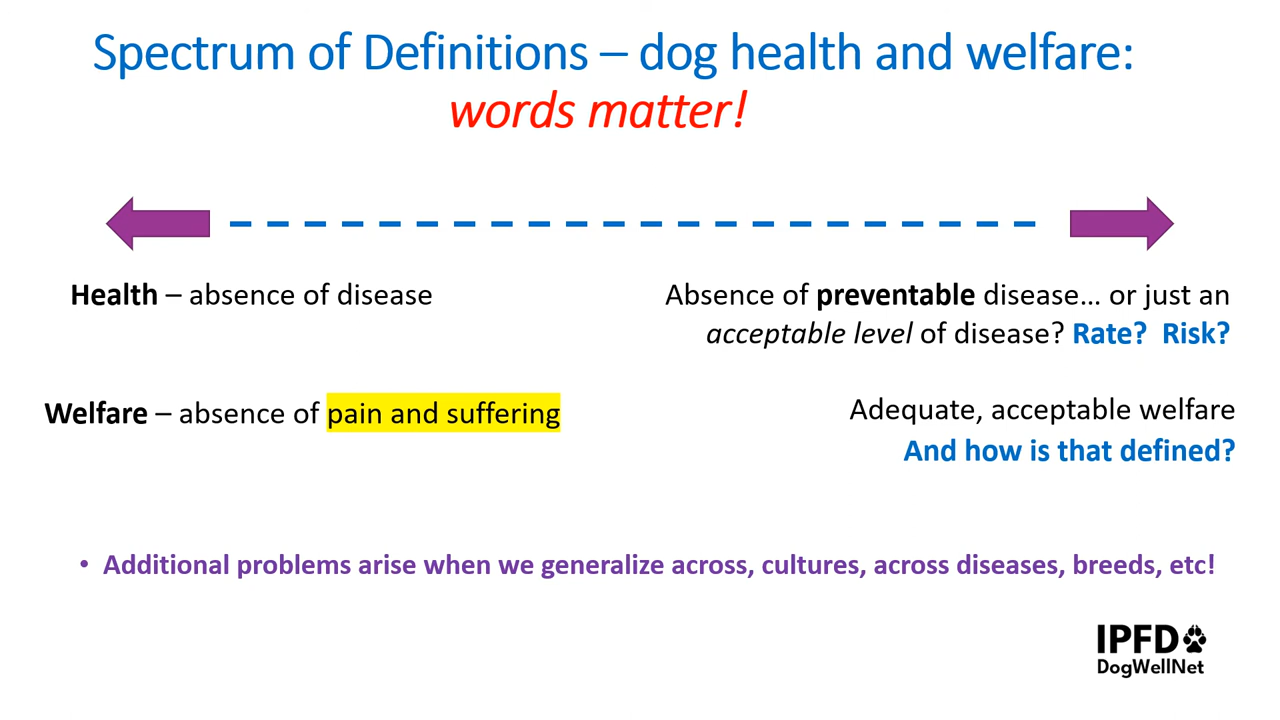 Spectrum of Definitions – dog health and welfare:
words matter!
Health – absence of disease
Absence of preventable disease... or just an
acceptable level of disease? Rate? Risk?
Welfare – absence of pain and suffering
Adequate, acceptable welfare
And how is that defined?
• Additional problems arise when we generalize across, cultures, across diseases, breeds, etc!
IPFD
DogWellNet